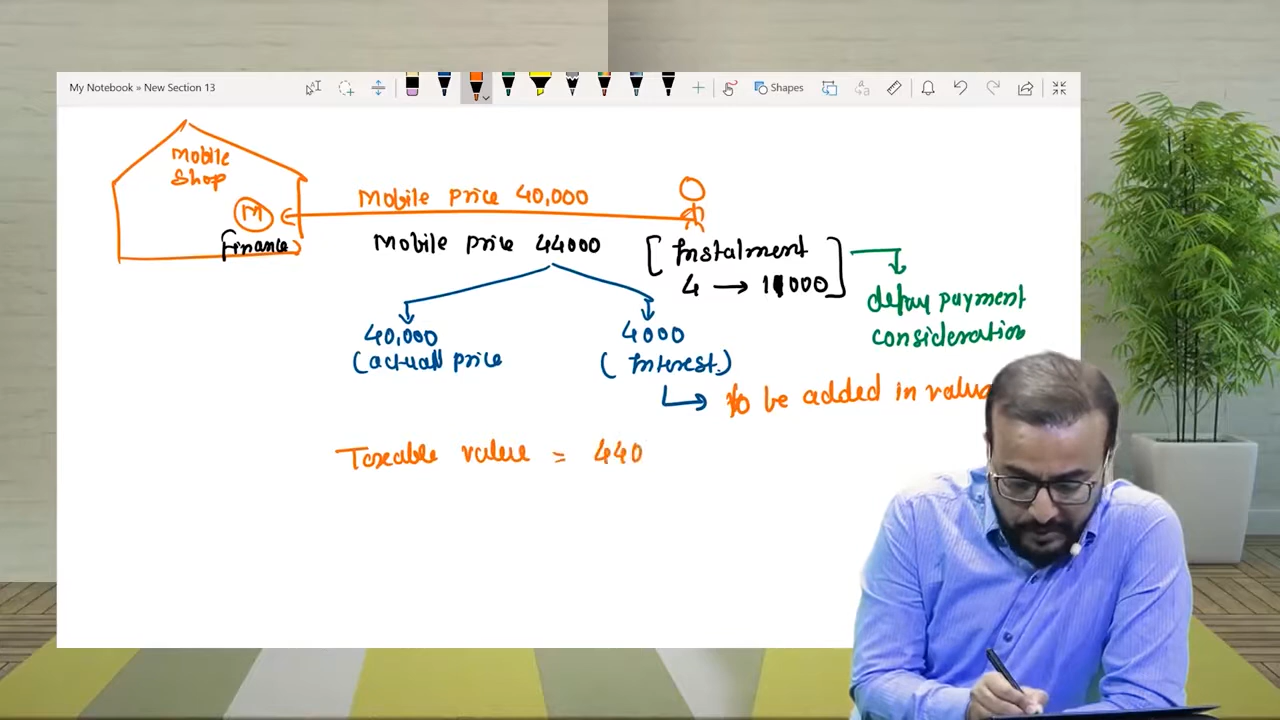 My Notebook » New Section 13
Shapes
Mobile
Shop
M
Finance
Mobile price 40,000
Mobile price 44000
[ Instalment
4 → 11000 ]
delay payment
consideration
40,000
(actual price
4000
(Interest)
↳ to be added in value
Taxable value = 440